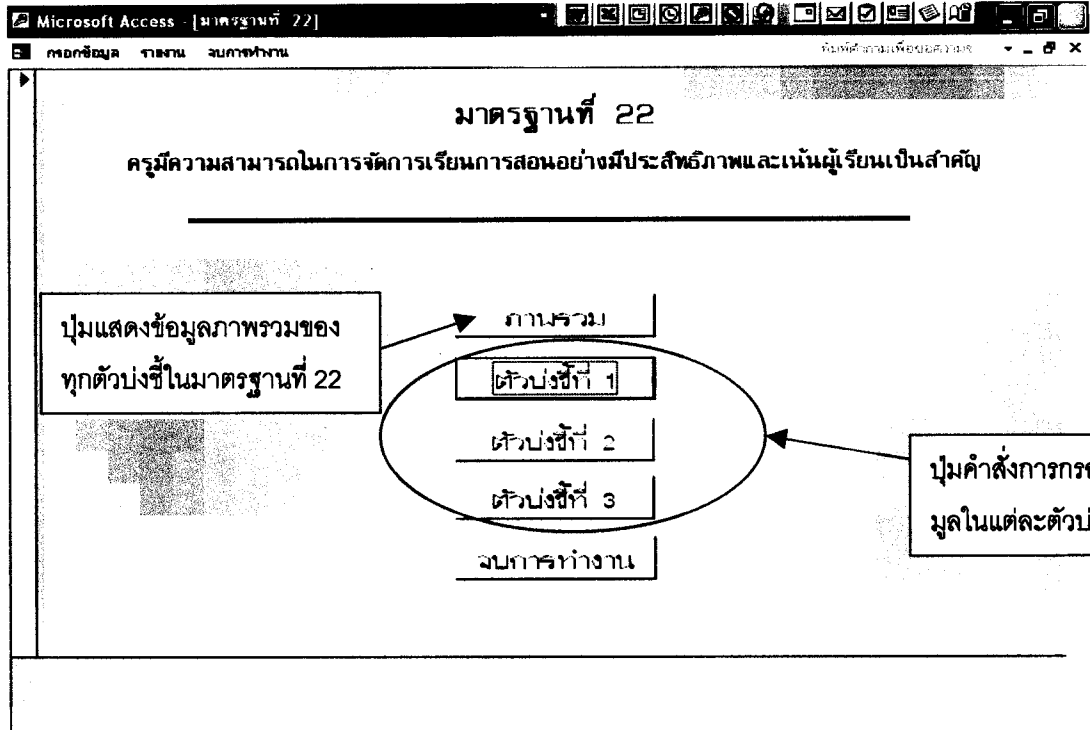 Microsoft Access - [มาตรฐานที่ 22]
กรอกข้อมูล รายงาน จบการทำงาน
มาตรฐานที่ 22
ครูมีความสามารถในการจัดการเรียนการสอนอย่างมีประสิทธิภาพและเน้นผู้เรียนเป็นสำคัญ
ปุ่มแสดงข้อมูลภาพรวมของ
ทุกตัวบ่งชี้ในมาตรฐานที่ 22
ภาพรวม
ตัวบ่งชี้ที่ 1
ตัวบ่งชี้ที่ 2
ตัวบ่งชี้ที่ 3
จบการทำงาน
ปุ่มคำสั่งการกร
มูลในแต่ละตัวบ่